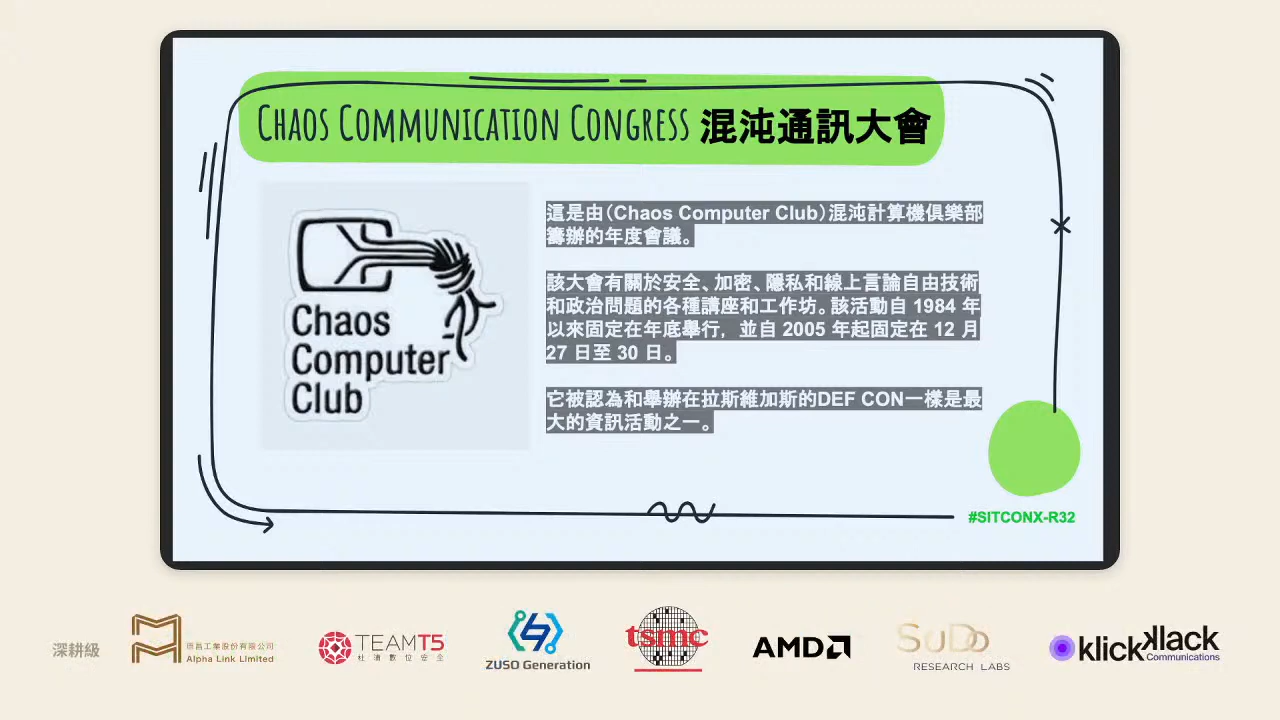 CHAOS COMMUNICATION CONGRESS 混沌通訊大會
Chaos
Computer
Club
這是由(Chaos Computer Club)混沌計算機俱樂部
籌辦的年度會議。
該大會有關於安全、加密、隱私和線上言論自由技術
和政治問題的各種講座和工作坊。該活動自 1984 年
以來固定在年底舉行，並自 2005 年起固定在 12 月
27 日至 30 日。
它被認為和舉辦在拉斯維加斯的DEF CON一樣是最
大的資訊活動之一。
#SITCONX-R32
深耕級
Alpha Link Limited
TEAMT5
杜浦數位安全
ZUSO Generation
tsmc
AMD
SuDo
RESEARCH LABS
klickklack
Communications